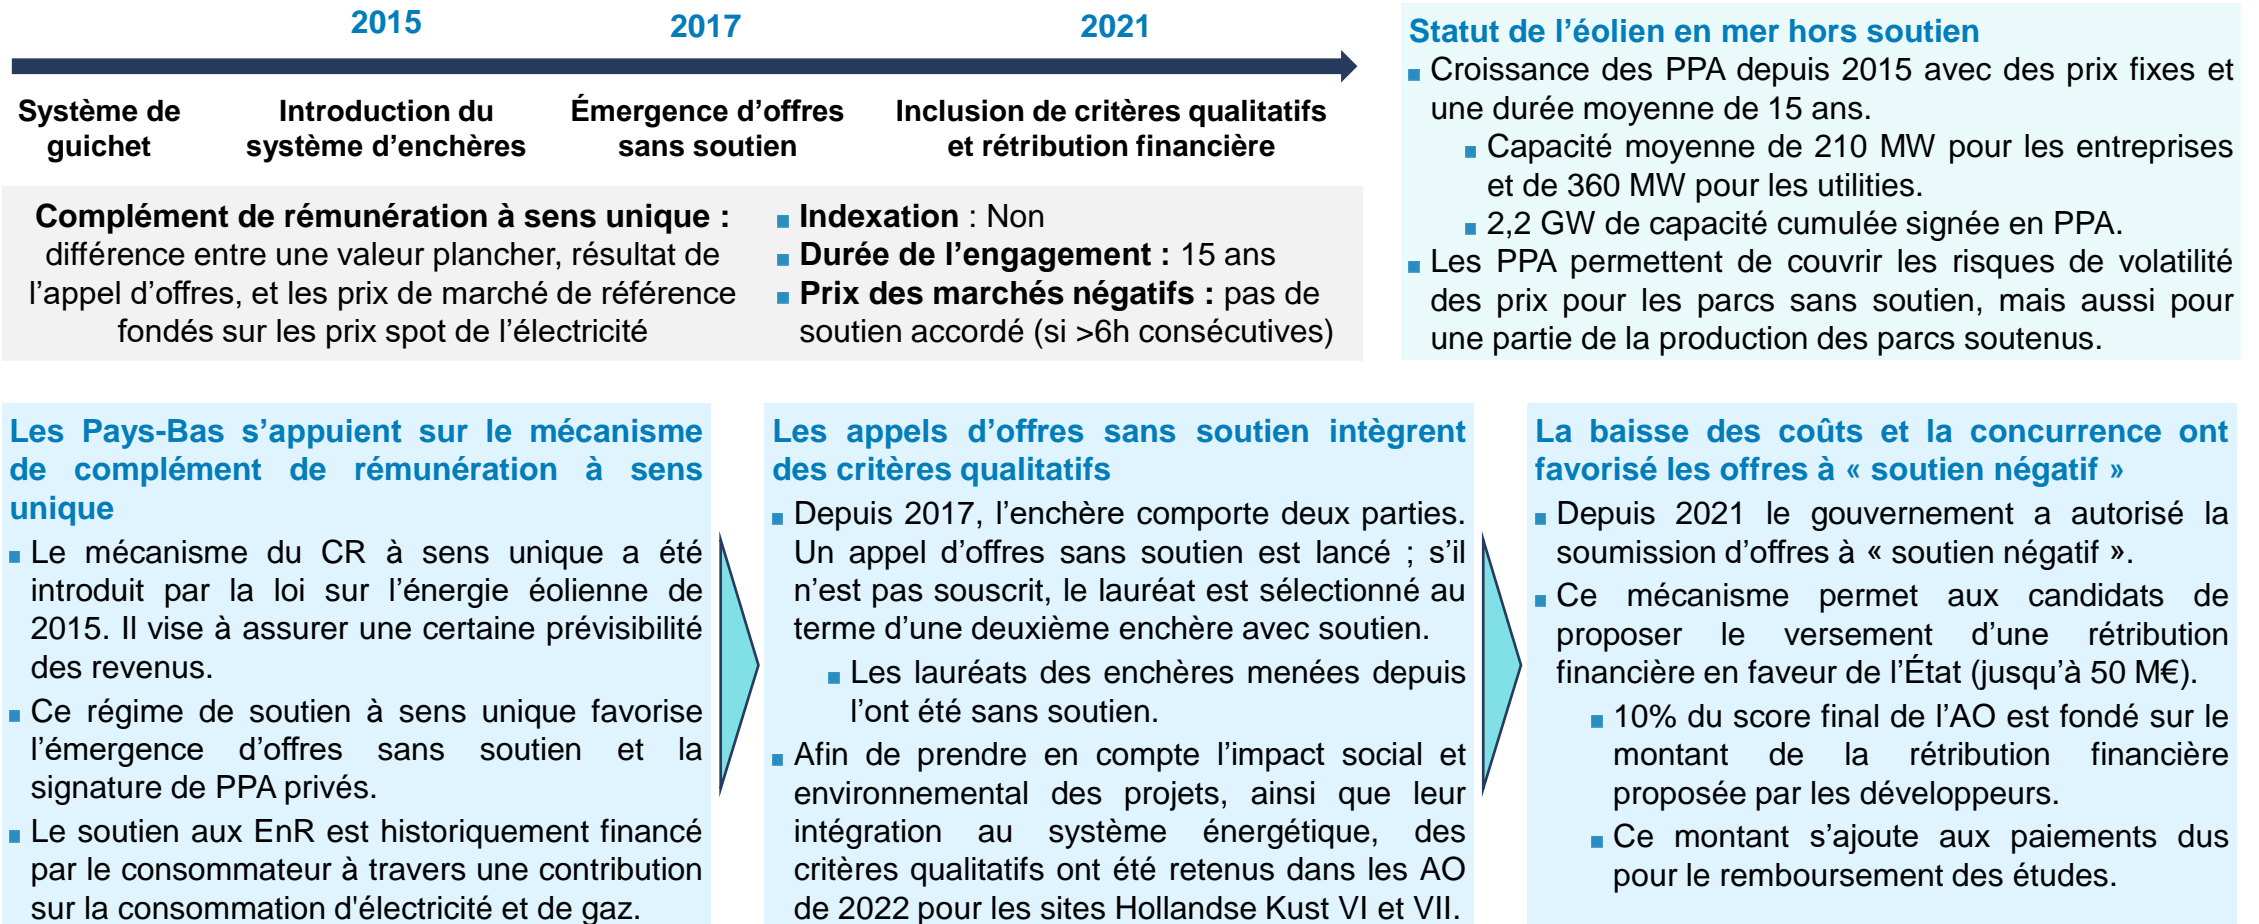 2015
2017
2021
Système de
guichet
Introduction du
système d’enchères
Émergence d’offres
sans soutien
Inclusion de critères qualitatifs
et rétribution financière
Complément de rémunération à sens unique :
différence entre une valeur plancher, résultat de
l’appel d’offres, et les prix de marché de référence
fondés sur les prix spot de l’électricité
Indexation : Non
Durée de l’engagement : 15 ans
Prix des marchés négatifs : pas de
soutien accordé (si >6h consécutives)
Statut de l’éolien en mer hors soutien
Croissance des PPA depuis 2015 avec des prix fixes et
une durée moyenne de 15 ans.
Capacité moyenne de 210 MW pour les entreprises
et de 360 MW pour les utilities.
2,2 GW de capacité cumulée signée en PPA.
Les PPA permettent de couvrir les risques de volatilité
des prix pour les parcs sans soutien, mais aussi pour
une partie de la production des parcs soutenus.
Les Pays-Bas s’appuient sur le mécanisme
de complément de rémunération à sens
unique
Le mécanisme du CR à sens unique a été
introduit par la loi sur l’énergie éolienne de
2015. Il vise à assurer une certaine prévisibilité
des revenus.
Ce régime de soutien à sens unique favorise
l’émergence d’offres sans soutien et la
signature de PPA privés.
Le soutien aux EnR est historiquement financé
par le consommateur à travers une contribution
sur la consommation d'électricité et de gaz.
Les appels d’offres sans soutien intègrent
des critères qualitatifs
Depuis 2017, l’enchère comporte deux parties.
Un appel d’offres sans soutien est lancé ; s’il
n’est pas souscrit, le lauréat est sélectionné au
terme d’une deuxième enchère avec soutien.
Les lauréats des enchères menées depuis
l’ont été sans soutien.
Afin de prendre en compte l’impact social et
environnemental des projets, ainsi que leur
intégration au système énergétique, des
critères qualitatifs ont été retenus dans les AO
de 2022 pour les sites Hollandse Kust VI et VII.
La baisse des coûts et la concurrence ont
favorisé les offres à « soutien négatif »
Depuis 2021 le gouvernement a autorisé la
soumission d’offres à « soutien négatif ».
Ce mécanisme permet aux candidats de
proposer le versement d’une rétribution
financière en faveur de l’État (jusqu’à 50 M€).
10% du score final de l’AO est fondé sur le
montant de la rétribution financière
proposée par les développeurs.
Ce montant s’ajoute aux paiements dus
pour le remboursement des études.